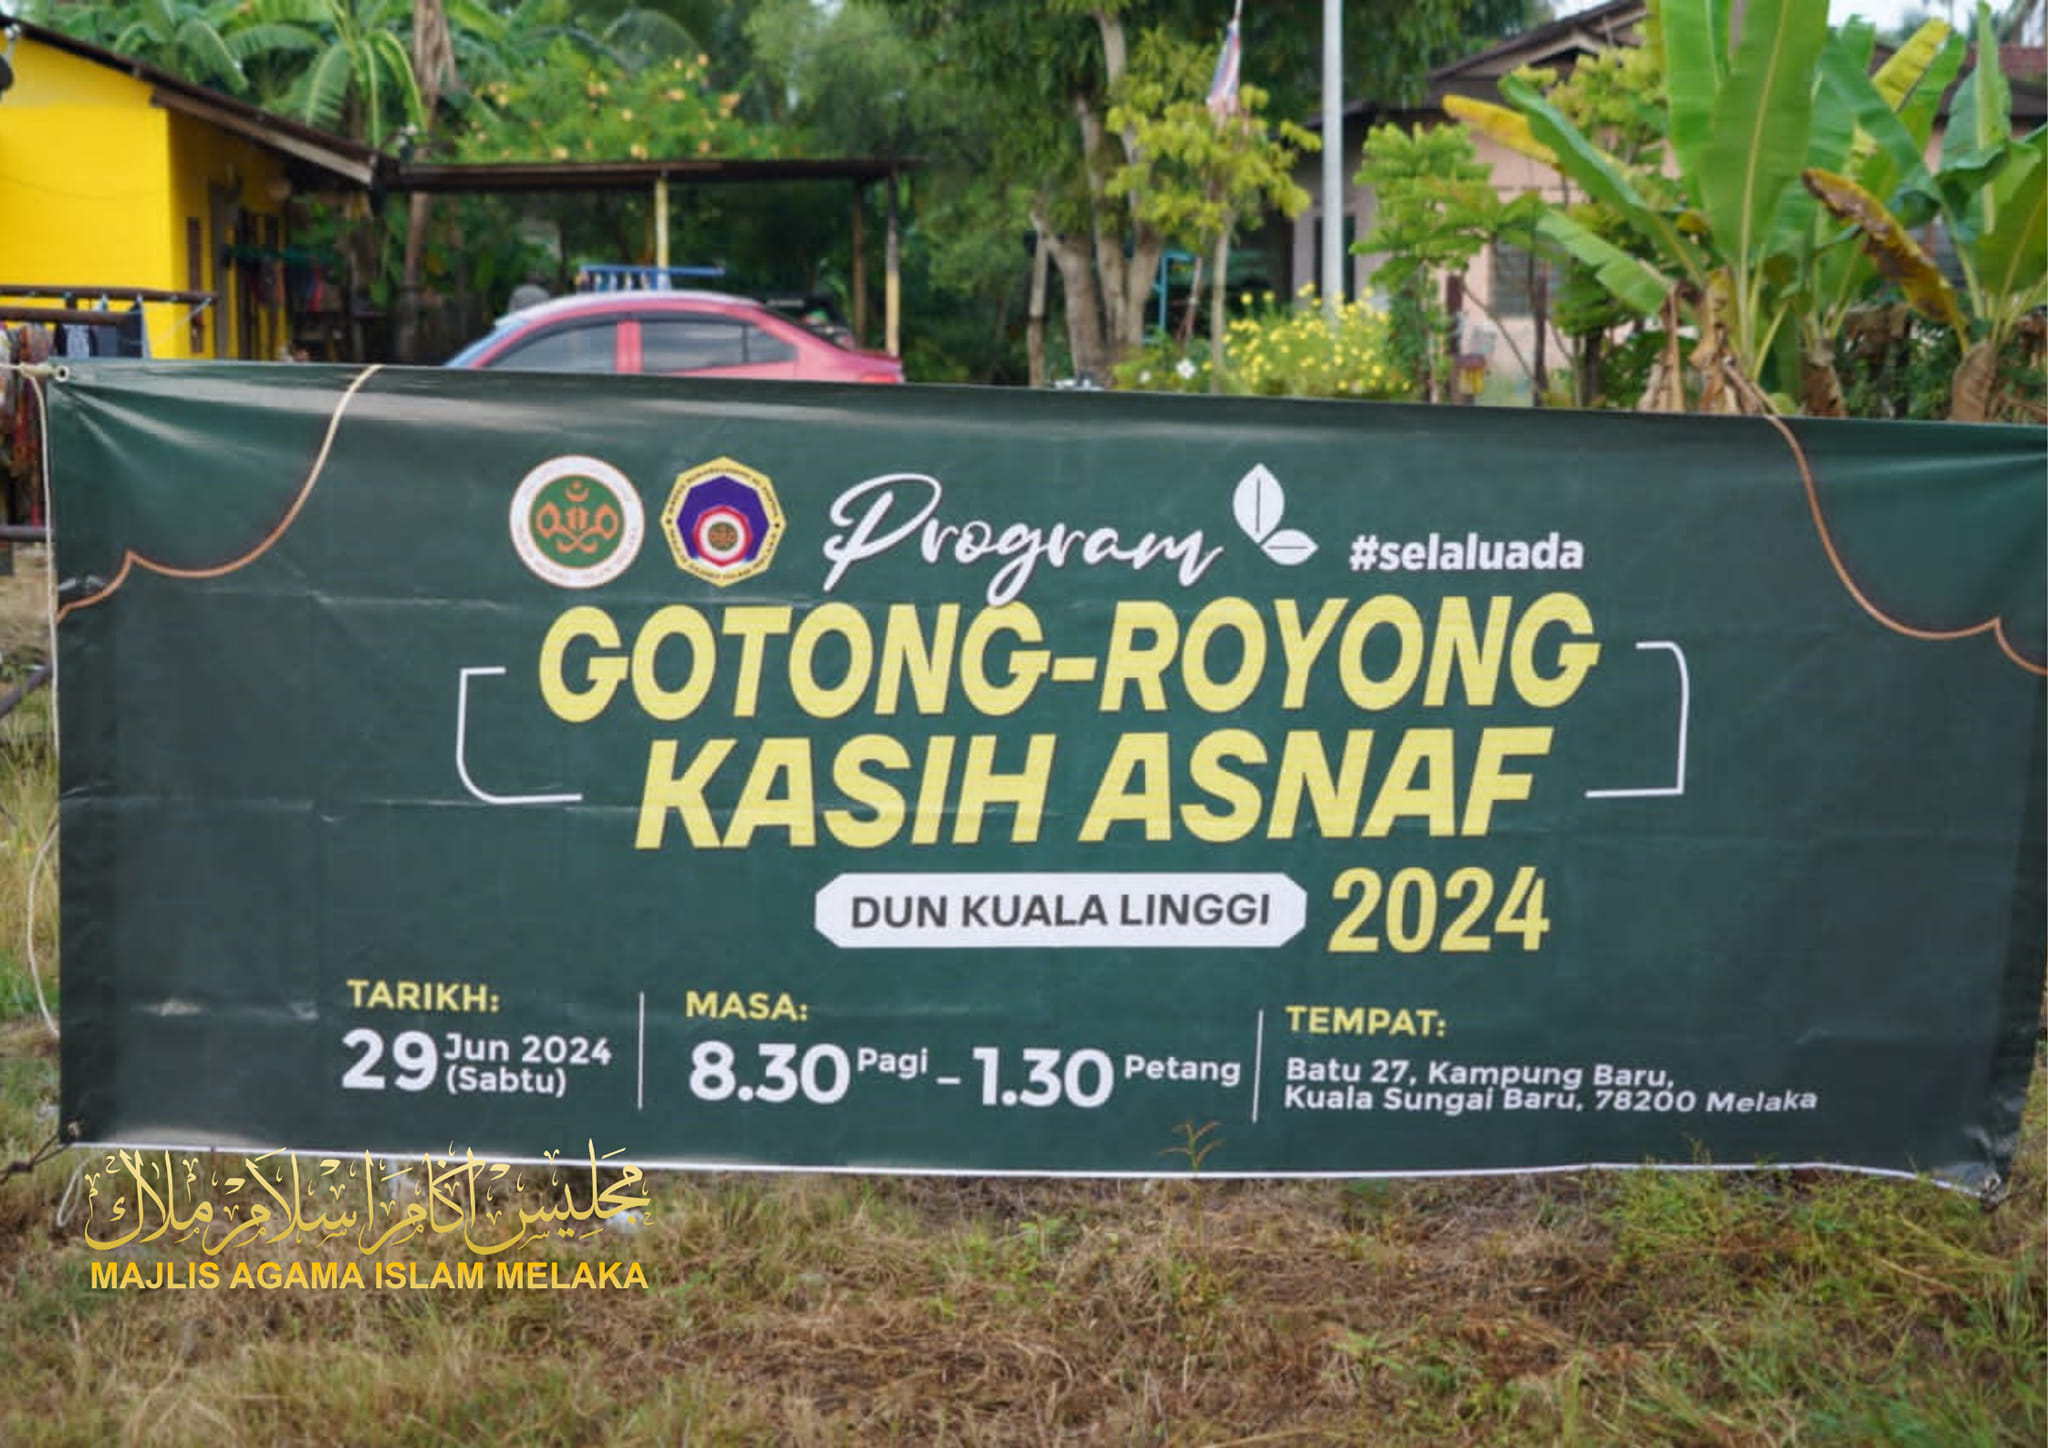 Program #selaluada
GOTONG-ROYONG
KASIH ASNAF
DUN KUALA LINGGI 2024
TARIKH:
29 Jun 2024
(Sabtu)
MASA:
8.30 Pagi - 1.30 Petang
TEMPAT:
Batu 27, Kampung Baru,
Kuala Sungai Baru, 78200 Melaka
مجليس اڬام اسلام ملاك
MAJLIS AGAMA ISLAM MELAKA